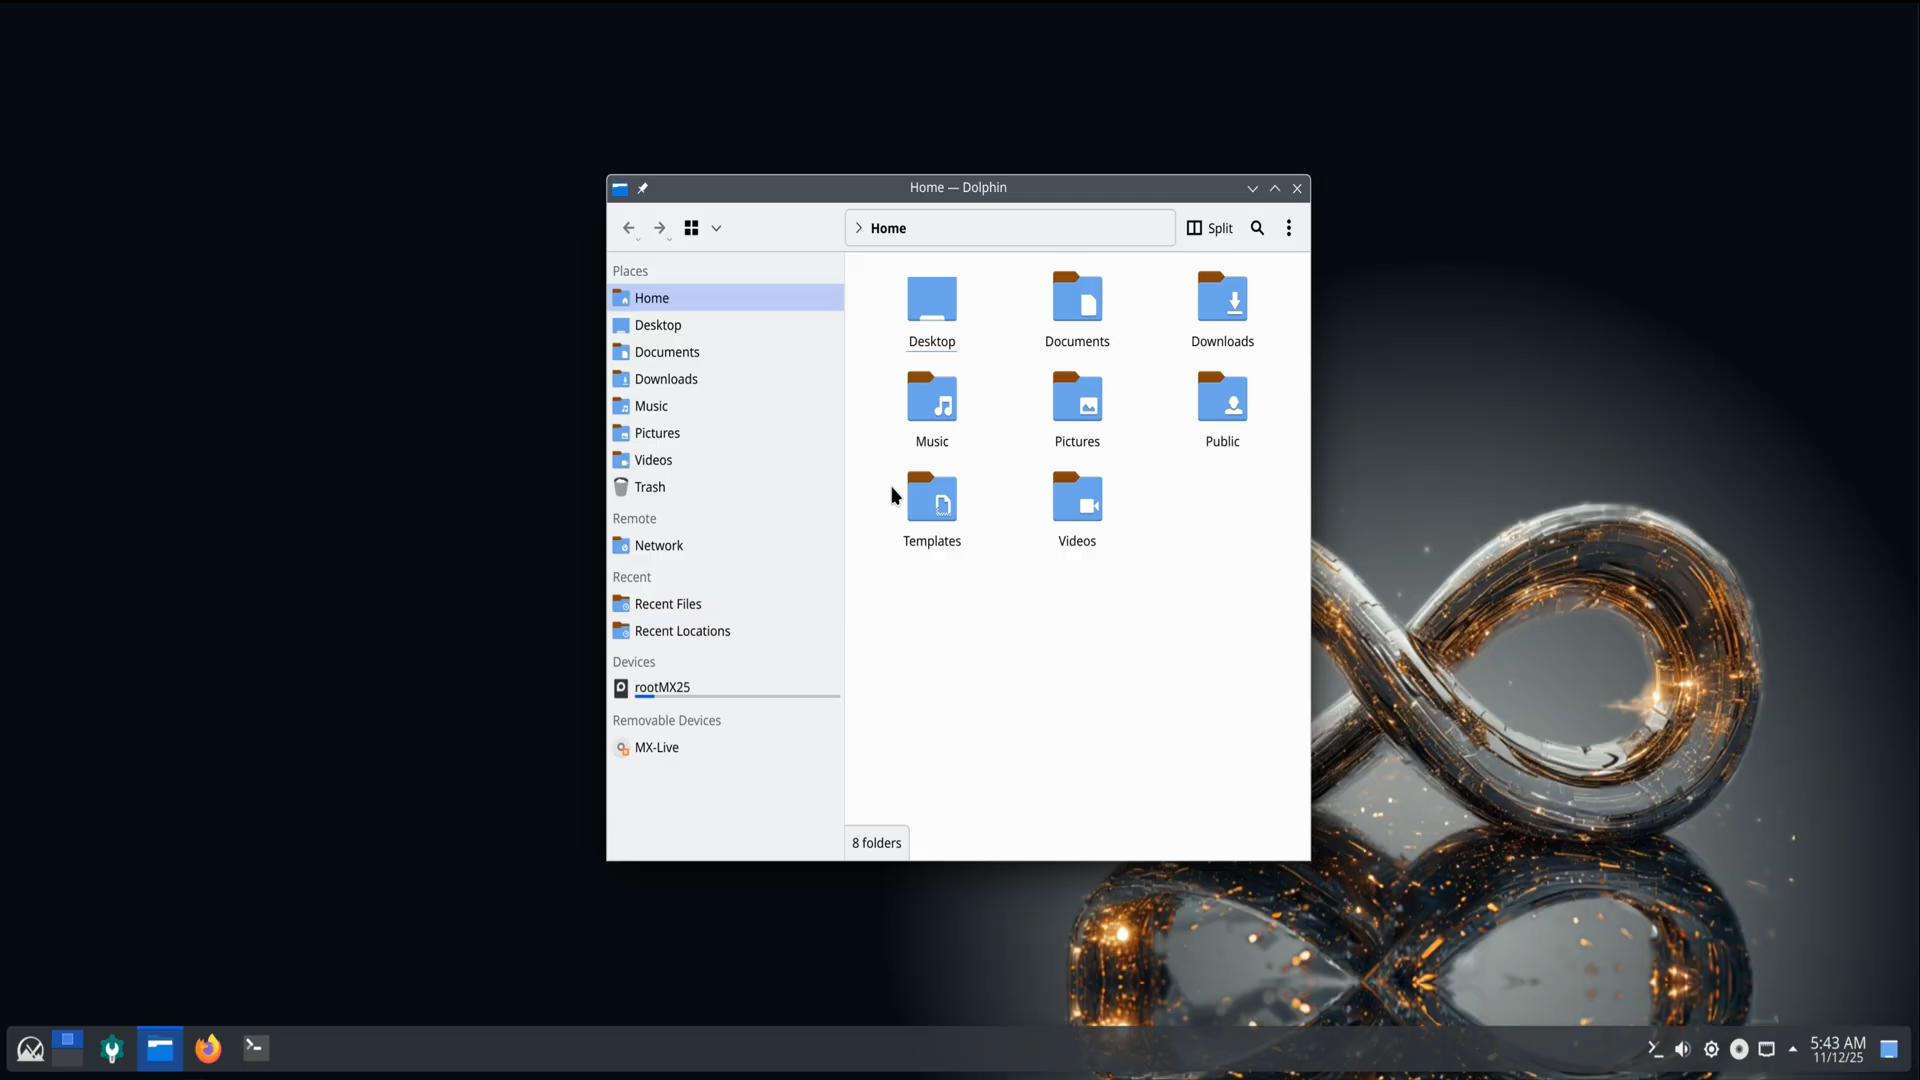 Home — Dolphin
Home
Split
Places
Home
Desktop
Documents
Downloads
Music
Pictures
Videos
Trash
Remote
Network
Recent
Recent Files
Recent Locations
Devices
rootMX25
Removable Devices
MX-Live
Desktop
Documents
Downloads
Music
Pictures
Public
Templates
Videos
8 folders
5:43 AM
11/12/25